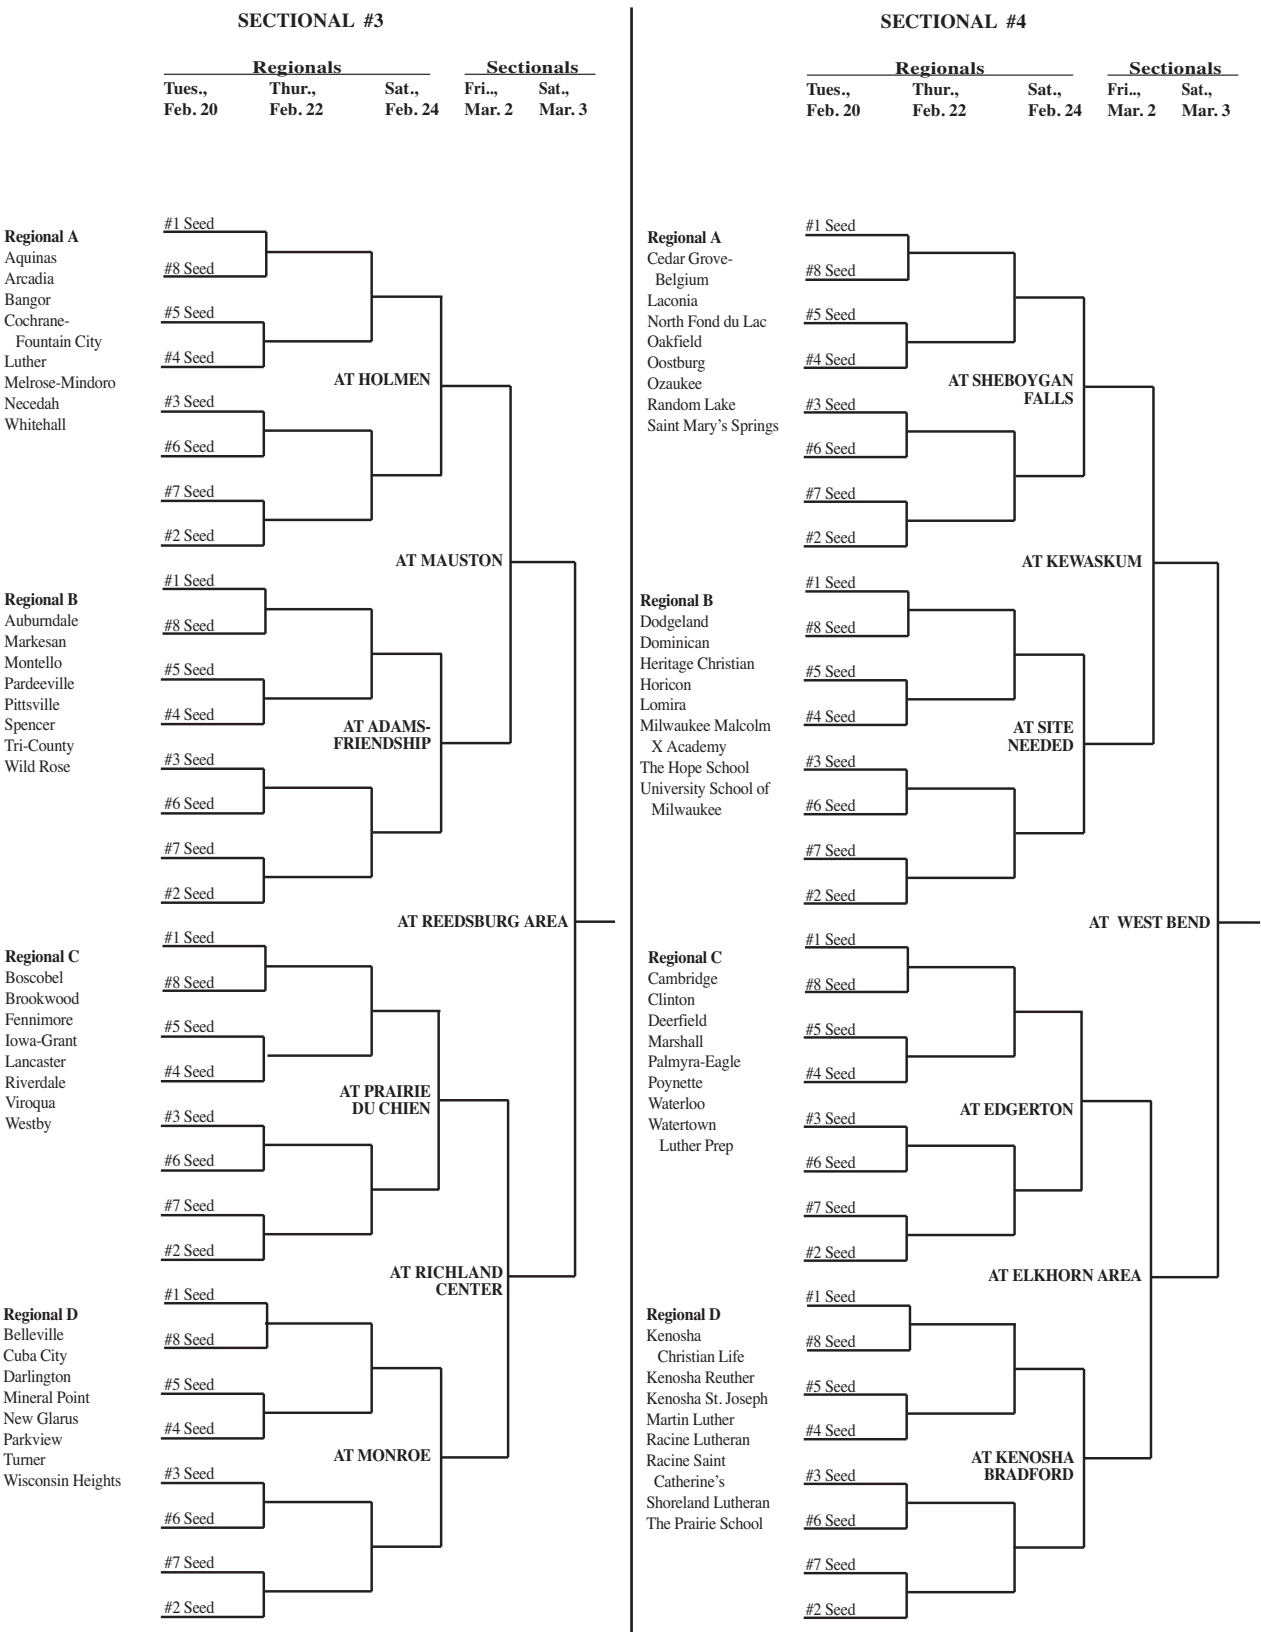 SECTIONAL #3
Regionals
Sectionals
Tues.,
Feb. 20
Thur.,
Feb. 22
Sat.,
Feb. 24
Fri..,
Mar. 2
Sat.,
Mar. 3
Regional A
Aquinas
Arcadia
Bangor
Cochrane-
Fountain City
Luther
Melrose-Mindoro
Necedah
Whitehall
#1 Seed
#8 Seed
#5 Seed
#4 Seed
#3 Seed
#6 Seed
#7 Seed
#2 Seed
AT HOLMEN
AT MAUSTON
Regional B
Auburndale
Markesan
Montello
Pardeeville
Pittsville
Spencer
Tri-County
Wild Rose
#1 Seed
#8 Seed
#5 Seed
#4 Seed
#3 Seed
#6 Seed
#7 Seed
#2 Seed
AT ADAMS-
FRIENDSHIP
AT REEDSBURG AREA
Regional C
Boscobel
Brookwood
Fennimore
Iowa-Grant
Lancaster
Riverdale
Viroqua
Westby
#1 Seed
#8 Seed
#5 Seed
#4 Seed
#3 Seed
#6 Seed
#7 Seed
#2 Seed
AT PRAIRIE
DU CHIEN
AT RICHLAND
CENTER
Regional D
Belleville
Cuba City
Darlington
Mineral Point
New Glarus
Parkview
Turner
Wisconsin Heights
#1 Seed
#8 Seed
#5 Seed
#4 Seed
#3 Seed
#6 Seed
#7 Seed
#2 Seed
AT MONROE
SECTIONAL #4
Regionals
Sectionals
Tues.,
Feb. 20
Thur.,
Feb. 22
Sat.,
Feb. 24
Fri..,
Mar. 2
Sat.,
Mar. 3
Regional A
Cedar Grove-
Belgium
Laconia
North Fond du Lac
Oakfield
Oostburg
Ozaukee
Random Lake
Saint Mary's Springs
#1 Seed
#8 Seed
#5 Seed
#4 Seed
#3 Seed
#6 Seed
#7 Seed
#2 Seed
AT SHEBOYGAN
FALLS
AT KEWASKUM
Regional B
Dodgeland
Dominican
Heritage Christian
Horicon
Lomira
Milwaukee Malcolm
X Academy
The Hope School
University School of
Milwaukee
#1 Seed
#8 Seed
#5 Seed
#4 Seed
#3 Seed
#6 Seed
#7 Seed
#2 Seed
AT SITE
NEEDED
AT WEST BEND
Regional C
Cambridge
Clinton
Deerfield
Marshall
Palmyra-Eagle
Poynette
Waterloo
Watertown
Luther Prep
#1 Seed
#8 Seed
#5 Seed
#4 Seed
#3 Seed
#6 Seed
#7 Seed
#2 Seed
AT EDGERTON
AT ELKHORN AREA
Regional D
Kenosha
Christian Life
Kenosha Reuther
Kenosha St. Joseph
Martin Luther
Racine Lutheran
Racine Saint
Catherine's
Shoreland Lutheran
The Prairie School
#1 Seed
#8 Seed
#5 Seed
#4 Seed
#3 Seed
#6 Seed
#7 Seed
#2 Seed
AT KENOSHA
BRADFORD